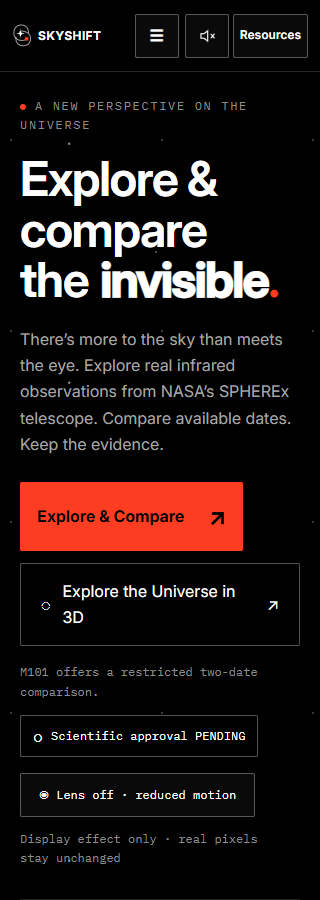 SKYSHIFT
Resources
A NEW PERSPECTIVE ON THE
UNIVERSE
Explore &
compare
the invisible.
There’s more to the sky than meets
the eye. Explore real infrared
observations from NASA’s SPHEREx
telescope. Compare available dates.
Keep the evidence.
Explore & Compare
Explore the Universe in
3D
M101 offers a restricted two-date
comparison.
Scientific approval PENDING
Lens off · reduced motion
Display effect only · real pixels
stay unchanged